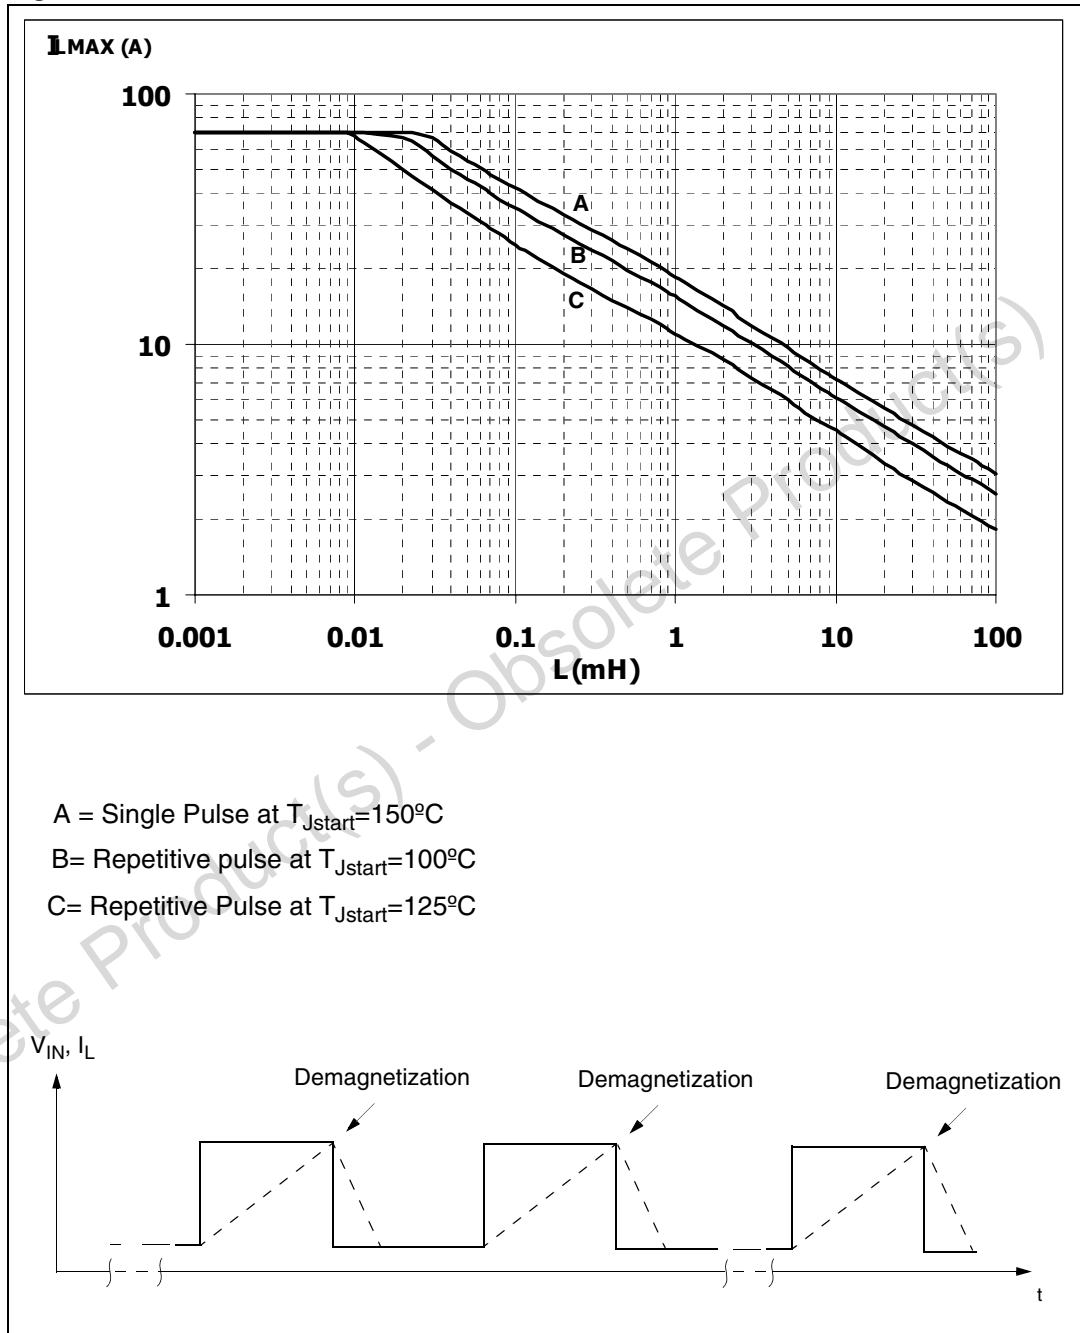 ILMAX (A)
100
10
1
A
B
C
0.001 0.01 0.1 1 10 100
L(mH)
A = Single Pulse at TJstart=150ºC
B= Repetitive pulse at TJstart=100ºC
C= Repetitive Pulse at TJstart=125ºC
VIN, IL
Demagnetization Demagnetization Demagnetization
t
ete Product(s) - Obsolete Product(s)